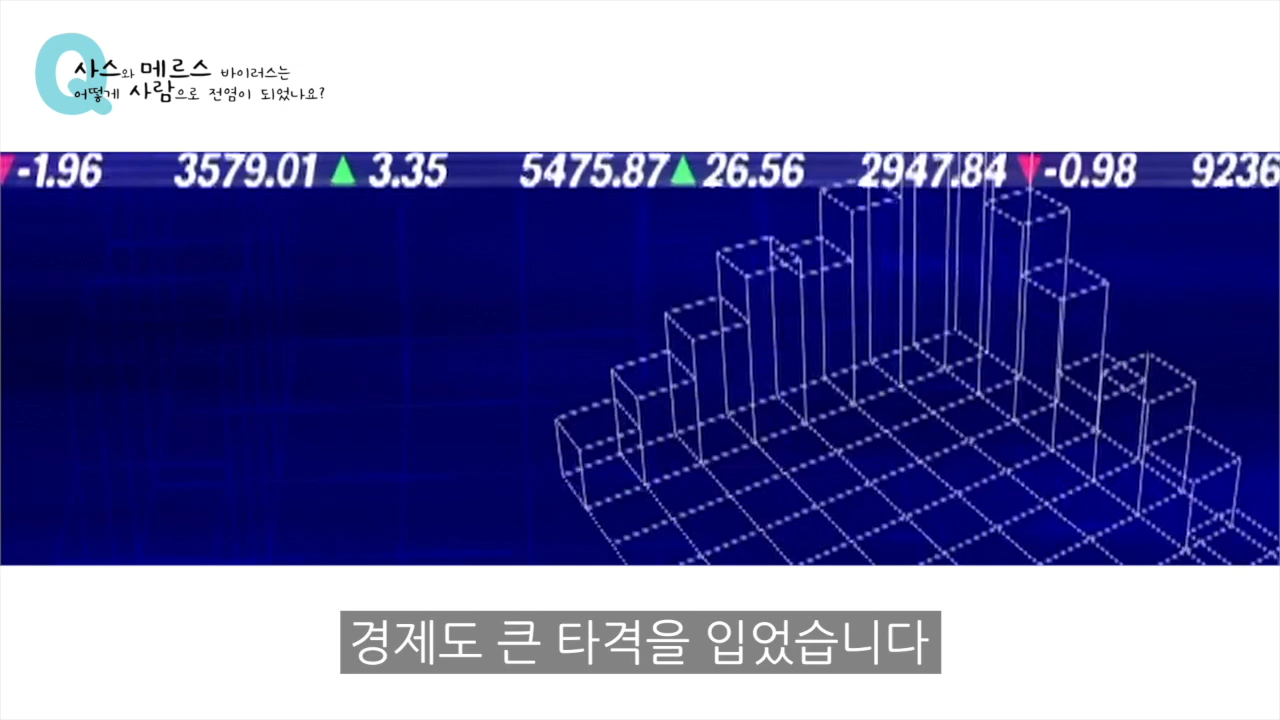 Q
사스와 메르스 바이러스는
어떻게 사람으로 전염이 되었나요?
▼-1.96 3579.01 ▲ 3.35 5475.87▲ 26.56 2947.84 ▼-0.98 9236
경제도 큰 타격을 입었습니다